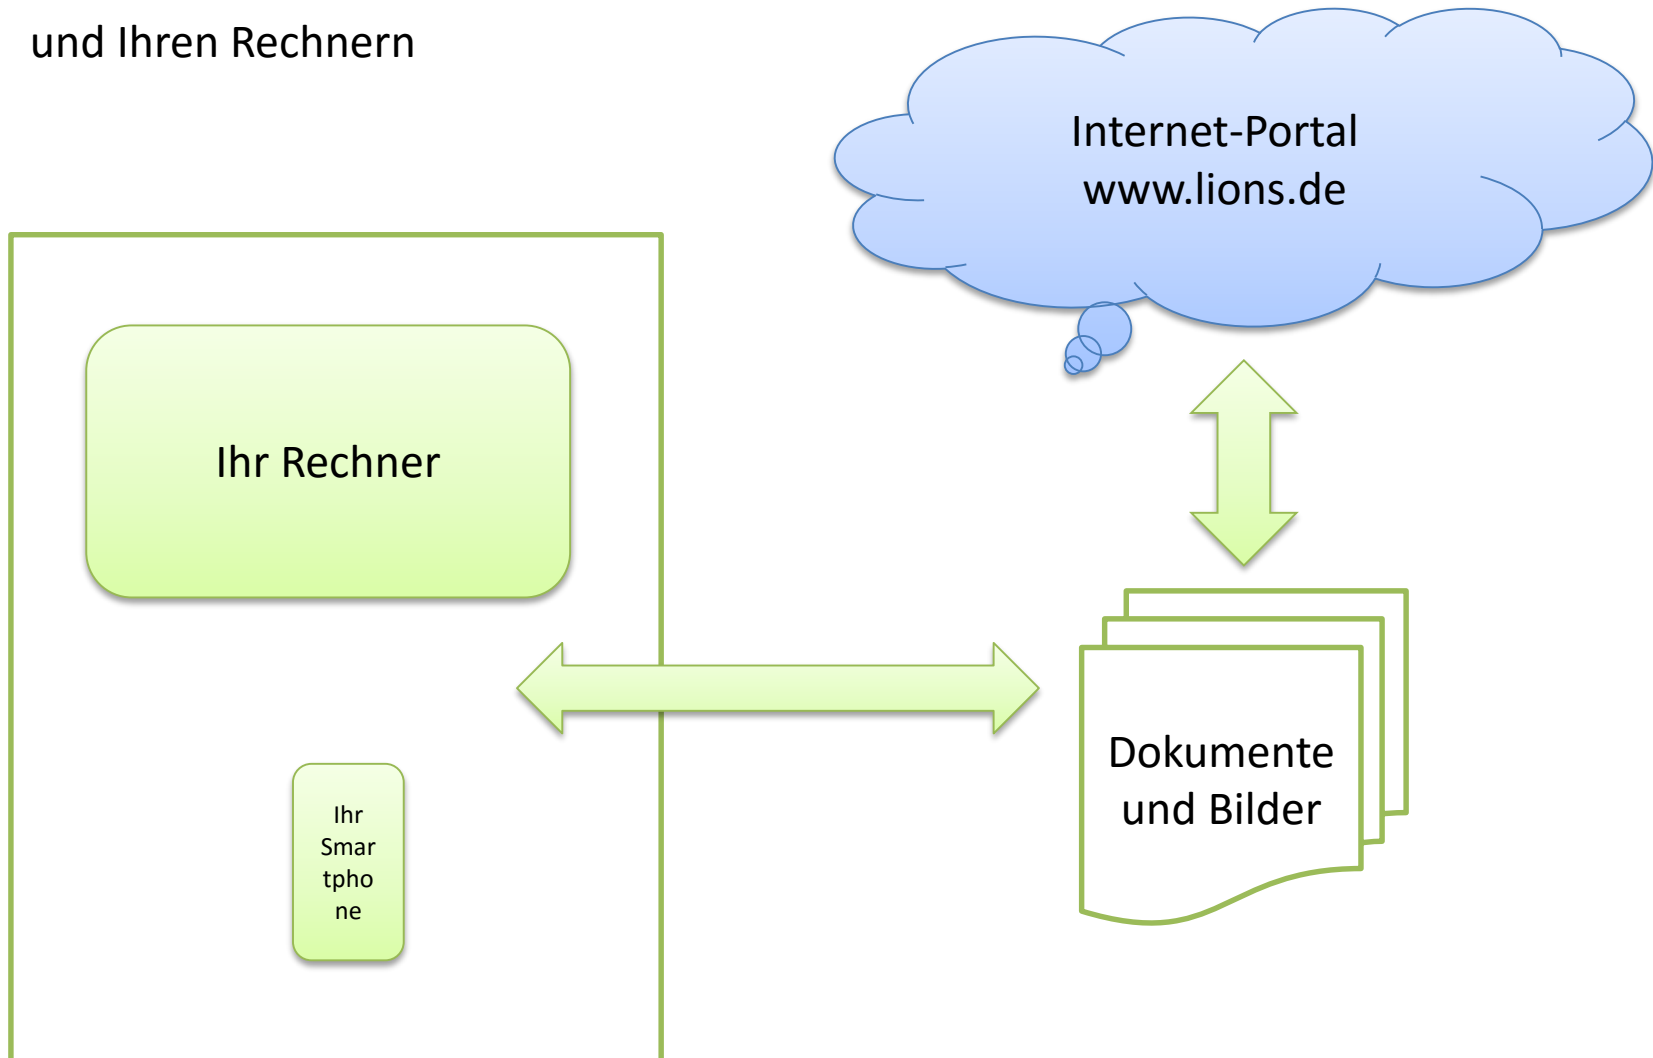 und Ihren Rechnern
Internet-Portal
www.lions.de
Ihr Rechner
Ihr
Smar
tpho
ne
Dokumente
und Bilder